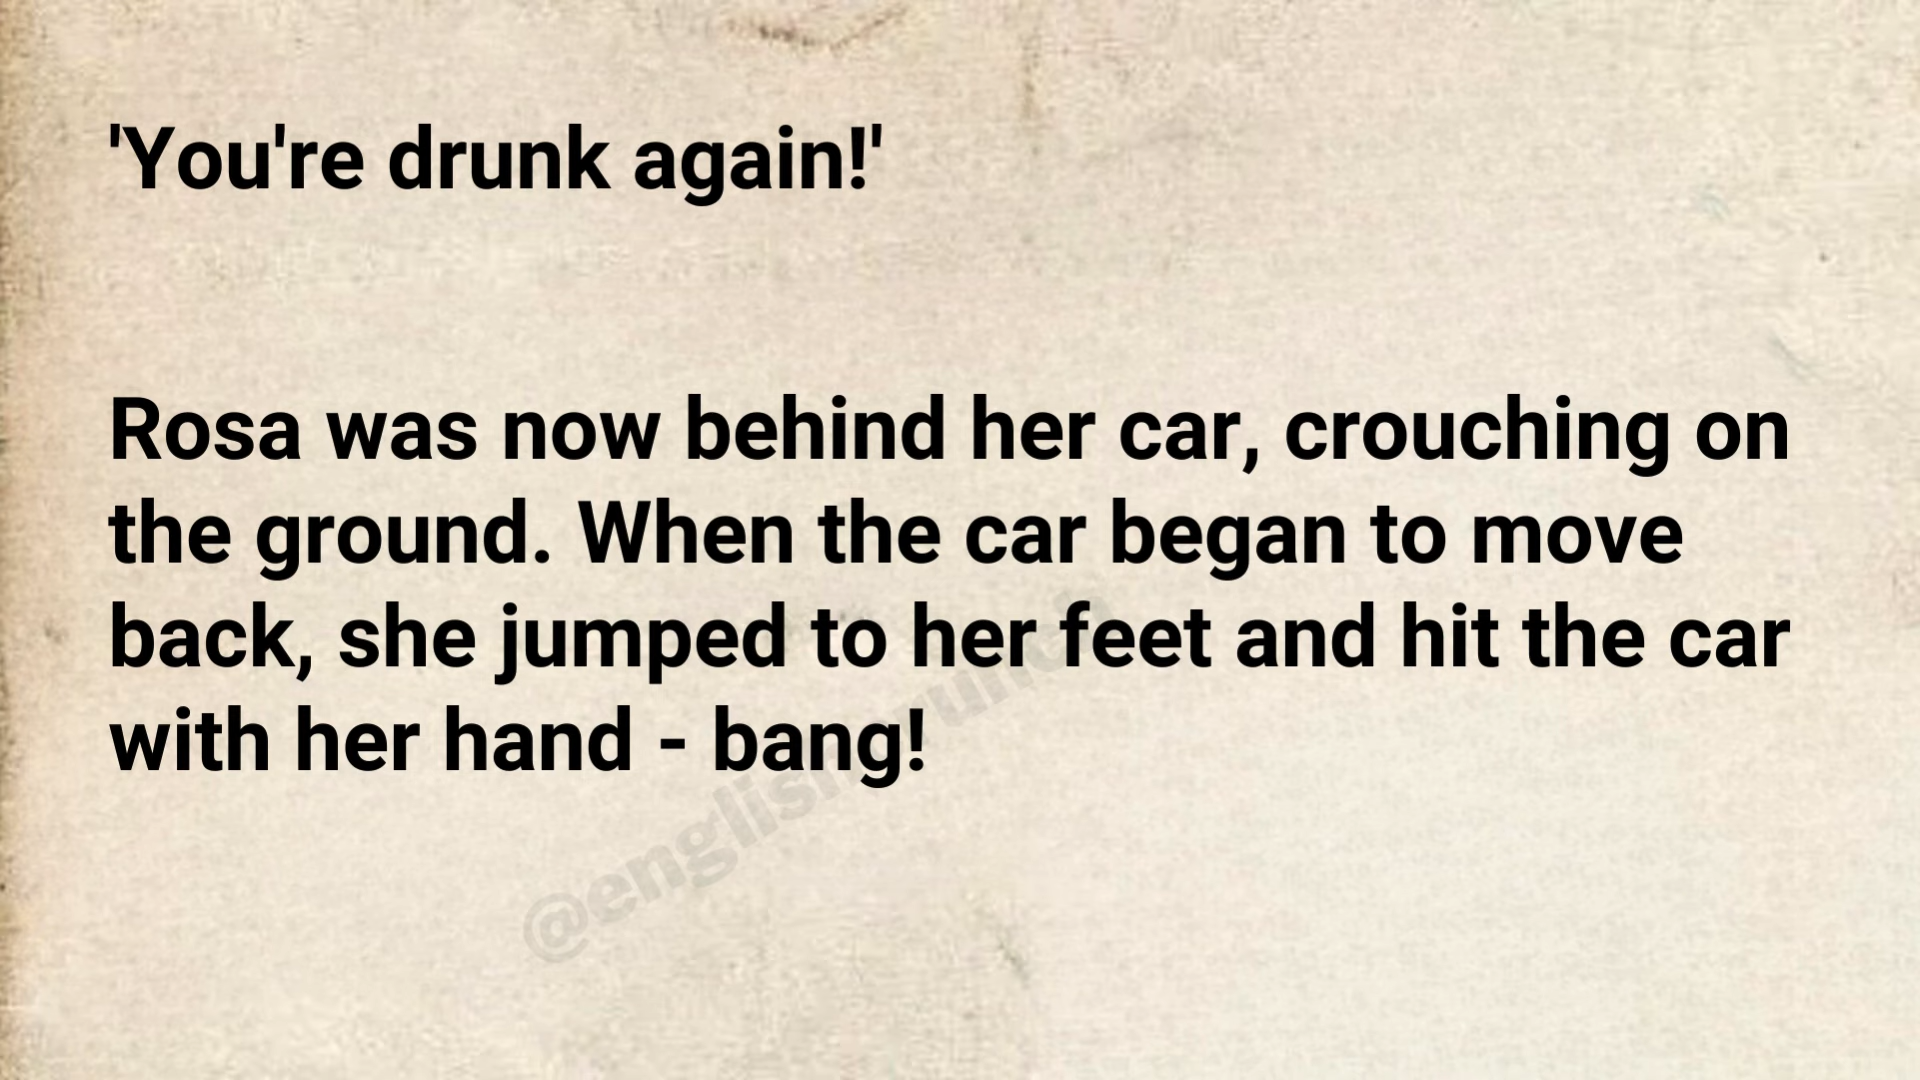 'You're drunk again!'
Rosa was now behind her car, crouching on
the ground. When the car began to move
back, she jumped to her feet and hit the car
with her hand - bang!